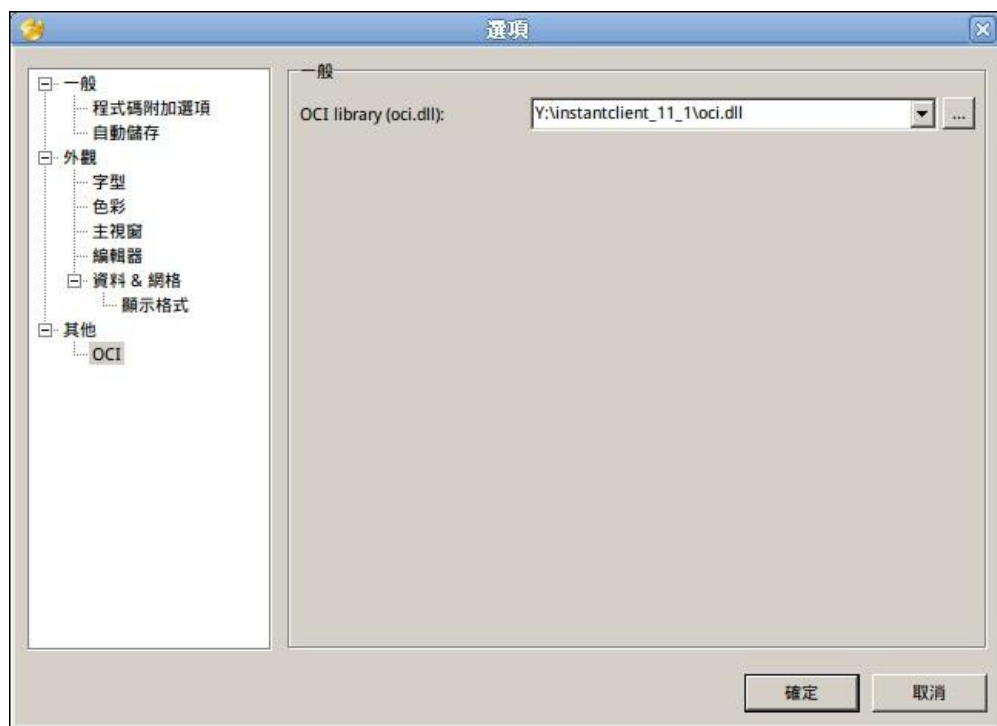 選項
一般
程式碼附加選項
自動儲存
外觀
字型
色彩
主視窗
編輯器
資料 & 網格
顯示格式
其他
OCI
一般
OCI library (oci.dll):
Y:\instantclient_11_1\oci.dll
...
確定
取消